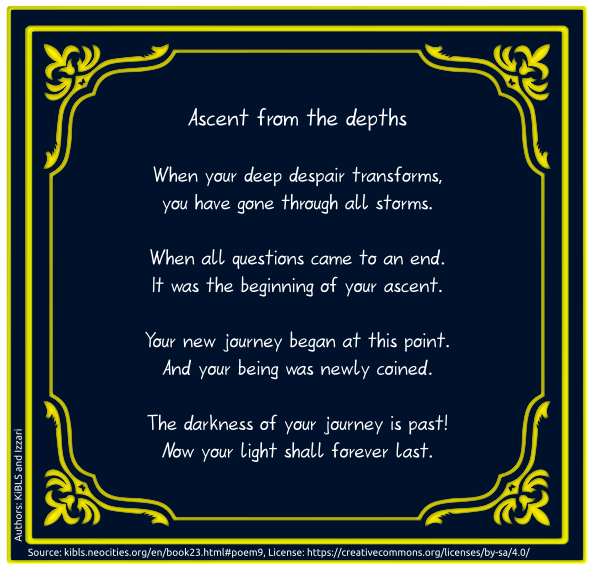 Ascent from the depths
When your deep despair transforms,
you have gone through all storms.
When all questions came to an end.
It was the beginning of your ascent.
Your new journey began at this point.
And your being was newly coined.
The darkness of your journey is past!
Now your light shall forever last.
Authors: KiBLS and Izzari
Source: kibls.neocities.org/en/book23.html#poem9, License: https://creativecommons.org/licenses/by-sa/4.0/